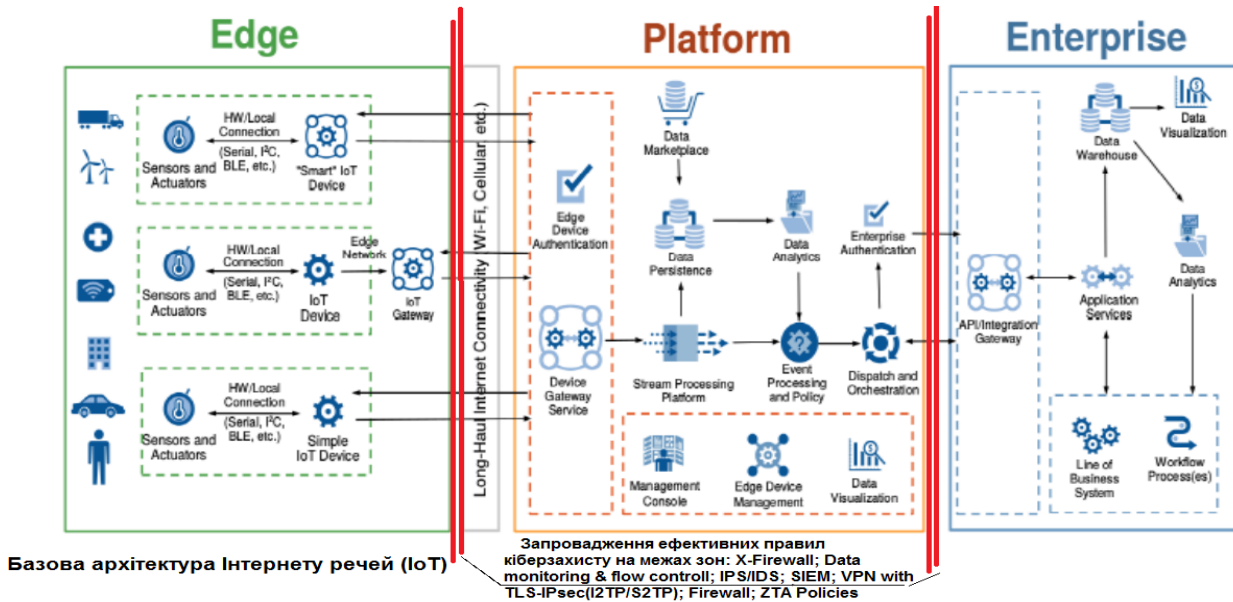 Edge
Platform
Enterprise
HW/Local
Connection
(Serial, I²C,
BLE, etc.)
Sensors and
Actuators
"Smart" IoT
Device
HW/Local
Connection
(Serial, I²C,
BLE, etc.)
Sensors and
Actuators
IoT
Device
Edge
Network
IoT
Gateway
HW/Local
Connection
(Serial, I²C,
BLE, etc.)
Sensors and
Actuators
Simple
IoT Device
Long-Haul Internet Connectivity (Wi-Fi, Cellular. etc.)
Edge
Device
Authentication
Device
Gateway
Service
Data
Marketplace
Data
Persistence
Data
Analytics
Enterprise
Authentication
Stream Processing
Platform
Event
Processing
and Policy
Dispatch and
Orchestration
Management
Console
Edge Device
Management
Data
Visualization
API/Integration
Gateway
Data
Warehouse
Data
Visualization
Application
Services
Data
Analytics
Line of
Business
System
Workflow
Process(es)
Базова архітектура Інтернету речей (IoT)
Запровадження ефективних правил
кіберзахисту на межах зон: X-Firewall; Data
monitoring & flow controll; IPS/IDS; SIEM; VPN with
TLS-IPsec(I2TP/S2TP); Firewall; ZTA Policies